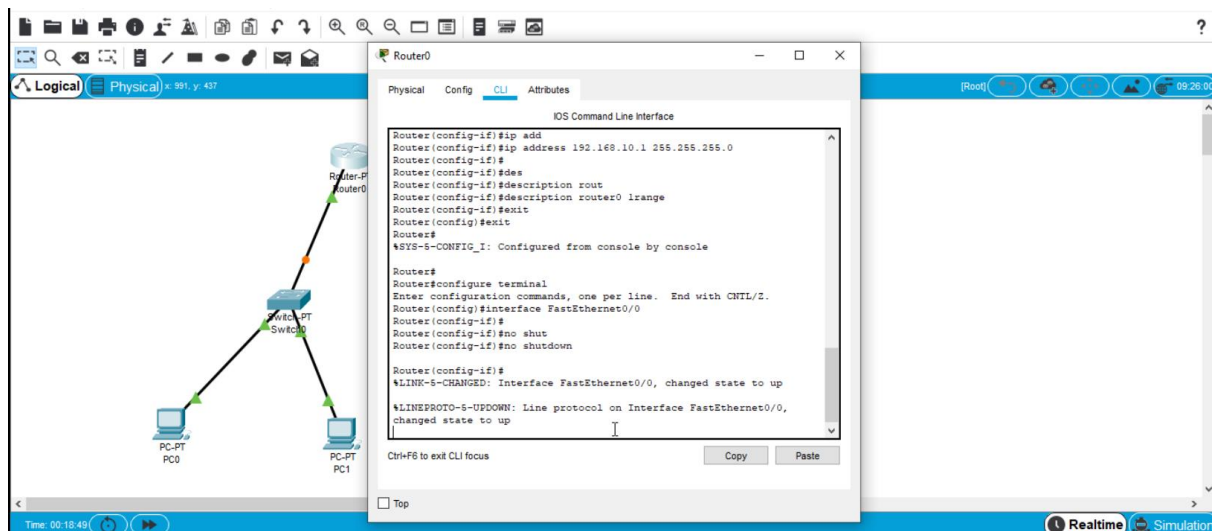 ?
Logical
Physical
x: 991, y: 437
[Root]
09:26:00
Router0
Physical Config CLI Attributes
IOS Command Line Interface
Router(config-if)#ip add
Router(config-if)#ip address 192.168.10.1 255.255.255.0
Router(config-if)#
Router(config-if)#des
Router(config-if)#description rout
Router(config-if)#description router0 lrange
Router(config-if)#exit
Router(config)#exit
Router#
%SYS-5-CONFIG_I: Configured from console by console
Router#
Router#configure terminal
Enter configuration commands, one per line. End with CNTL/Z.
Router(config)#interface FastEthernet0/0
Router(config-if)#
Router(config-if)#no shut
Router(config-if)#no shutdown
Router(config-if)#
%LINK-5-CHANGED: Interface FastEthernet0/0, changed state to up
%LINEPROTO-5-UPDOWN: Line protocol on Interface FastEthernet0/0,
changed state to up
Ctrl+F6 to exit CLI focus
Copy Paste
Top
Router-P
Router0
Switch-PT
Switch0
PC-PT
PC0
PC-PT
PC1
Time: 00:18:49
Realtime
Simulation